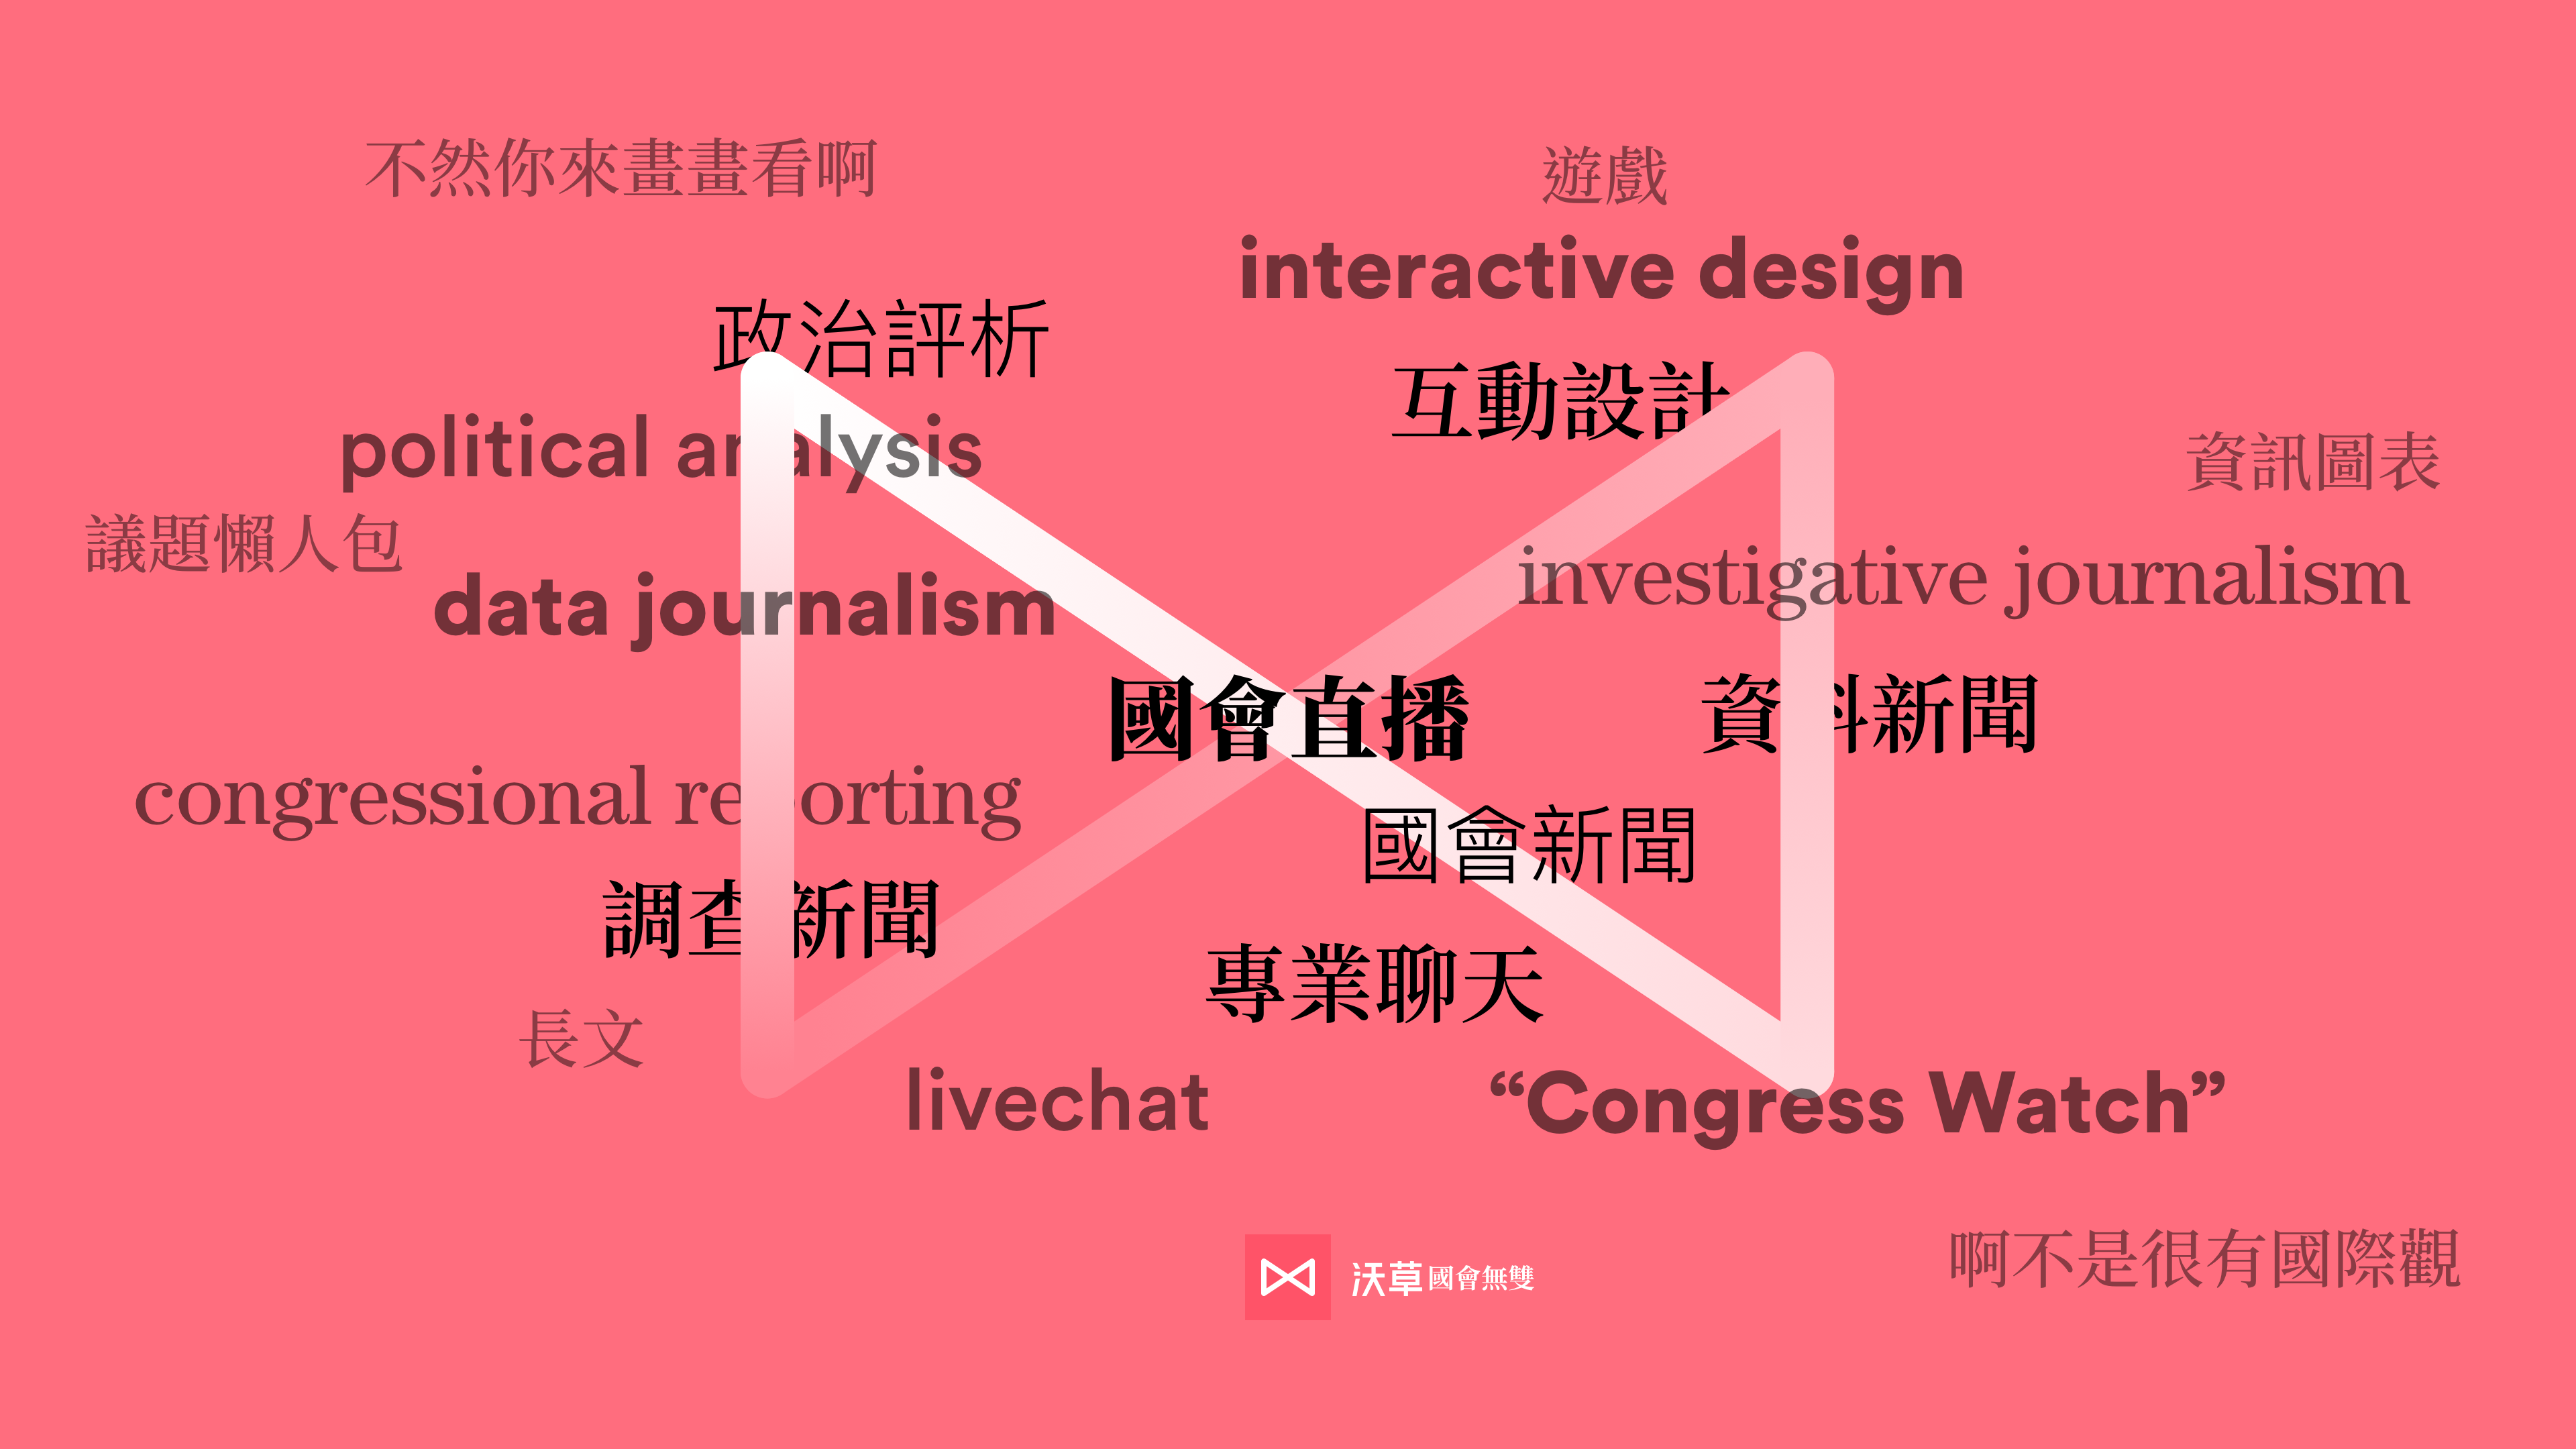 不然你來畫畫看啊
遊戲
interactive design
政治評析
互動設計
political analysis
資訊圖表
議題懶人包
investigative journalism
data journalism
國會直播
資料新聞
congressional reporting
國會新聞
調查新聞
專業聊天
長文
livechat
“Congress Watch”
啊不是很有國際觀
沃草國會無雙